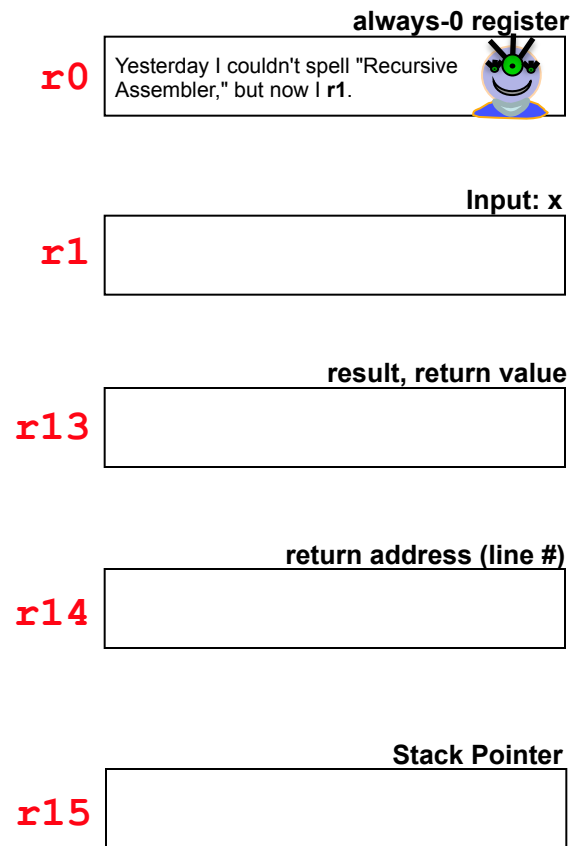 always-0 register
r0
Yesterday I couldn't spell "Recursive
Assembler," but now I r1.
Input: x
r1
result, return value
r13
return address (line #)
r14
Stack Pointer
r15